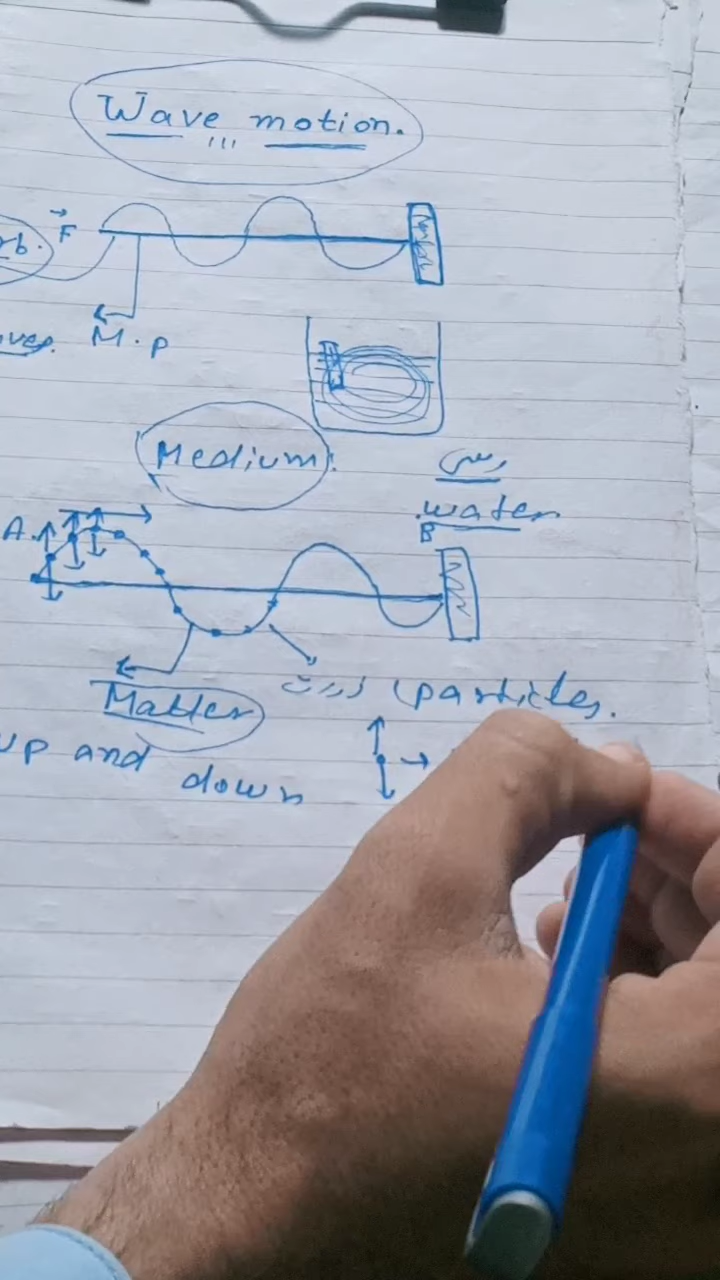 Wave motion.
F
M.P
Medium.
رسی
water
A
B
Matter
ذرات (particles.
up and
down